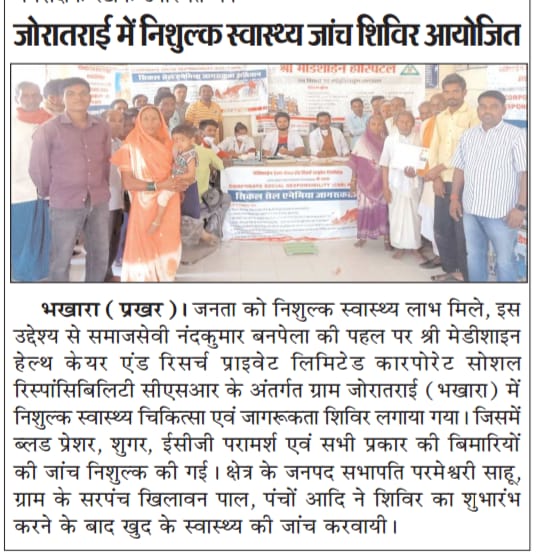 जोरातराई में निशुल्क स्वास्थ्य जांच शिविर आयोजित
श्री मेडीशाइन हॉस्पिटल
सिकल सेल एनेमिया जागरूकता अभियान
CORPORATE SOCIAL RESPONSIBILITY
सिकल सेल एनेमिया जागरूकता
भखारा ( प्रखर )। जनता को निशुल्क स्वास्थ्य लाभ मिले, इस
उद्देश्य से समाजसेवी नंदकुमार बनपेला की पहल पर श्री मेडीशाइन
हेल्थ केयर एंड रिसर्च प्राइवेट लिमिटेड कारपोरेट सोशल
रिस्पांसिबिलिटी सीएसआर के अंतर्गत ग्राम जोरातराई ( भखारा ) में
निशुल्क स्वास्थ्य चिकित्सा एवं जागरूकता शिविर लगाया गया। जिसमें
ब्लड प्रेशर, शुगर, ईसीजी परामर्श एवं सभी प्रकार की बिमारियों
की जांच निशुल्क की गई। क्षेत्र के जनपद सभापति परमेश्वरी साहू,
ग्राम के सरपंच खिलावन पाल, पंचों आदि ने शिविर का शुभारंभ
करने के बाद खुद के स्वास्थ्य की जांच करवायी।